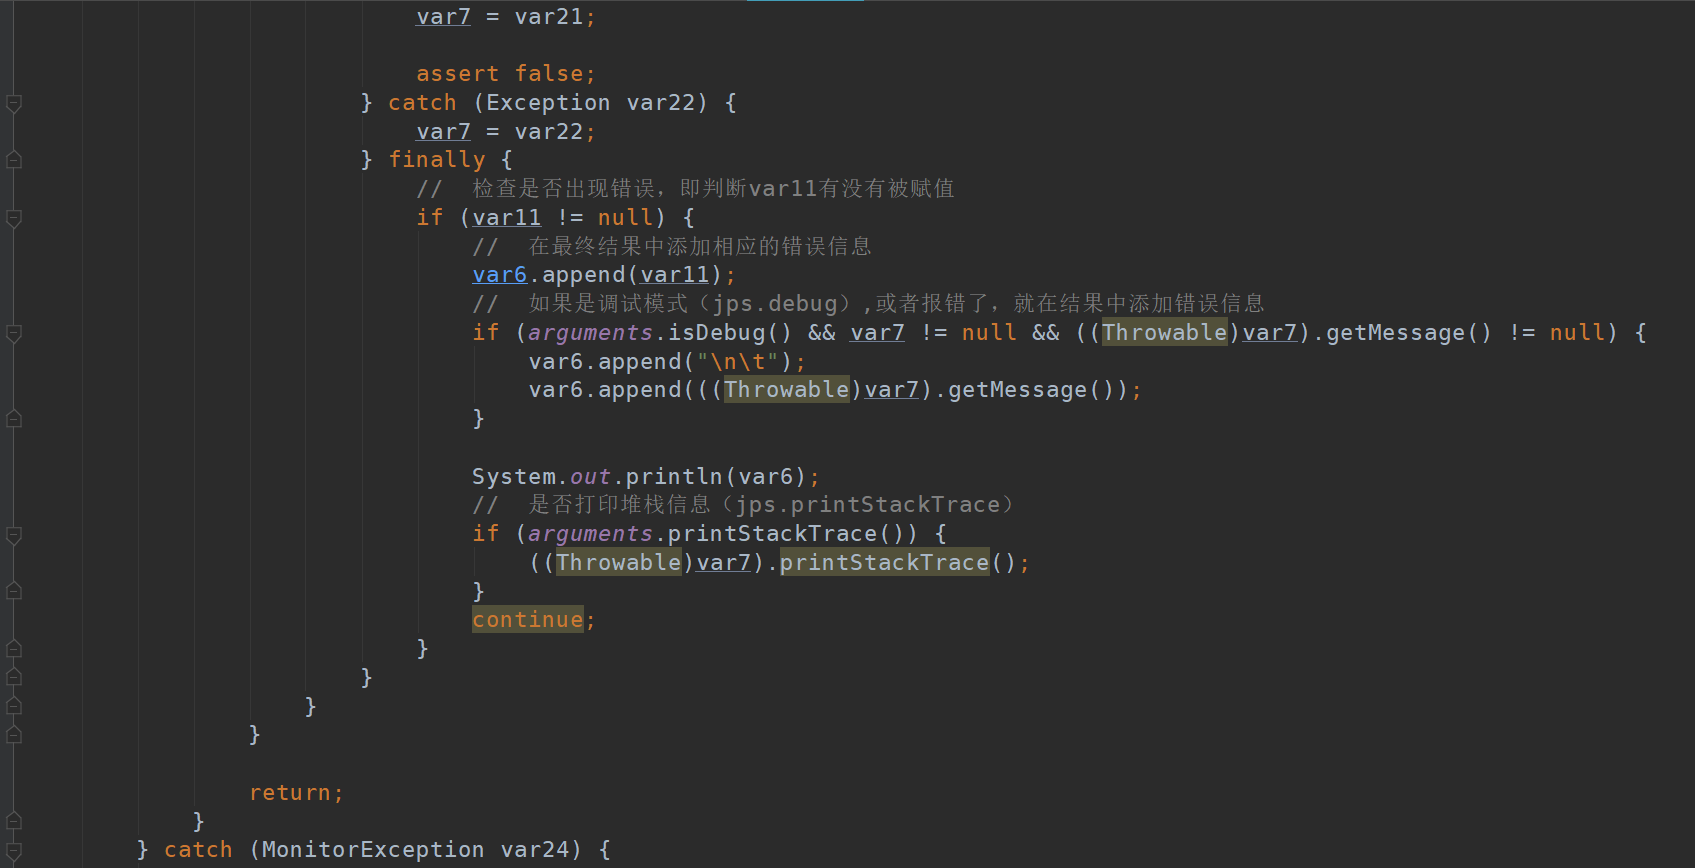 var7 = var21;
assert false;
} catch (Exception var22) {
var7 = var22;
} finally {
// 检查是否出现错误，即判断var11有没有被赋值
if (var11 != null) {
// 在最终结果中添加相应的错误信息
var6.append(var11);
// 如果是调试模式（jps.debug）,或者报错了，就在结果中添加错误信息
if (arguments.isDebug() && var7 != null && ((Throwable)var7).getMessage() != null) {
var6.append("\n\t");
var6.append(((Throwable)var7).getMessage());
}
System.out.println(var6);
// 是否打印堆栈信息（jps.printStackTrace）
if (arguments.printStackTrace()) {
((Throwable)var7).printStackTrace();
}
continue;
}
}
}
}
return;
}
} catch (MonitorException var24) {